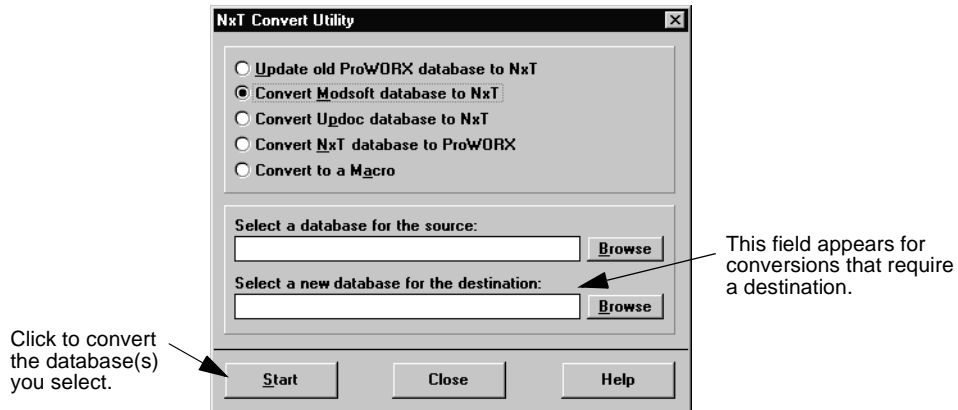 NxT Convert Utility
Update old ProWORX database to NxT
Convert Modsoft database to NxT
Convert Updoc database to NxT
Convert NxT database to ProWORX
Convert to a Macro
Select a database for the source:
Browse
Select a new database for the destination:
Browse
This field appears for
conversions that require
a destination.
Click to convert
the database(s)
you select.
Start Close Help